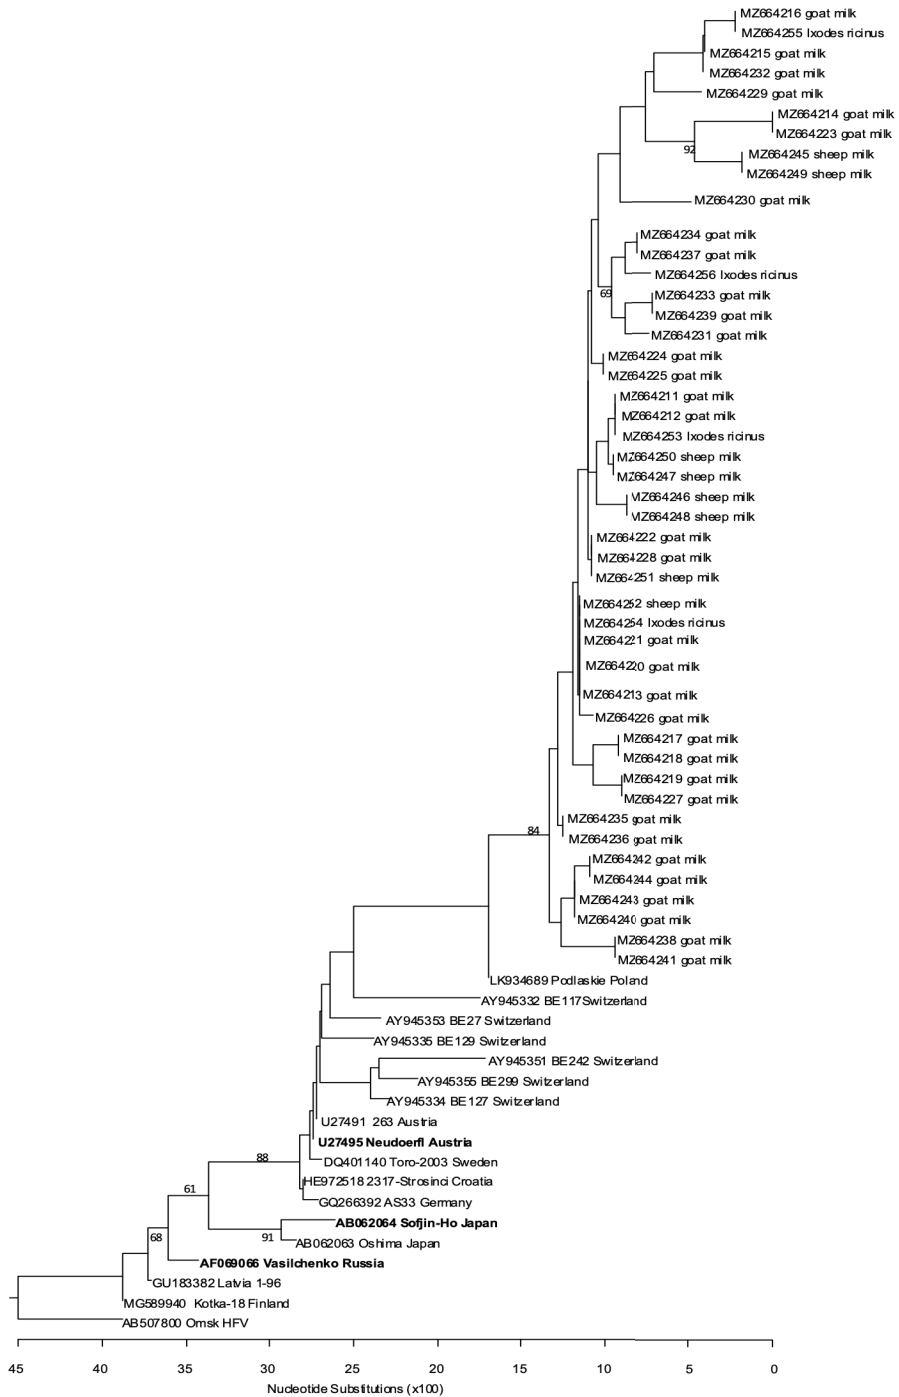 MZ664216 goat milk
MZ664255 Ixodes ricinus
MZ664215 goat milk
MZ664232 goat milk
MZ664229 goat milk
MZ664214 goat milk
MZ664223 goat milk
92
MZ664245 sheep milk
MZ664249 sheep milk
MZ664230 goat milk
MZ664234 goat milk
MZ664237 goat milk
MZ664256 Ixodes ricinus
69
MZ664233 goat milk
MZ664239 goat milk
MZ664231 goat milk
MZ664224 goat milk
MZ664225 goat milk
MZ664211 goat milk
MZ664212 goat milk
MZ664253 Ixodes ricinus
MZ664250 sheep milk
MZ664247 sheep milk
MZ664246 sheep milk
MZ664248 sheep milk
MZ664222 goat milk
MZ664228 goat milk
MZ664251 sheep milk
MZ664252 sheep milk
MZ664254 Ixodes ricinus
MZ664221 goat milk
MZ664220 goat milk
MZ664213 goat milk
MZ664226 goat milk
MZ664217 goat milk
MZ664218 goat milk
MZ664219 goat milk
MZ664227 goat milk
MZ664235 goat milk
84
MZ664236 goat milk
MZ664242 goat milk
MZ664244 goat milk
MZ664243 goat milk
MZ664240 goat milk
MZ664238 goat milk
MZ664241 goat milk
LK934689 Podlaskie Poland
AY945332 BE117Switzerland
AY945353 BE27 Switzerland
AY945335 BE129 Switzerland
AY945351 BE242 Switzerland
AY945355 BE299 Switzerland
AY945334 BE127 Switzerland
U27491 263 Austria
U27495 Neudoerfl Austria
88
DQ401140 Toro-2003 Sweden
HE972518 2317-Strosinci Croatia
61
GQ266392 AS33 Germany
AB062064 Sofjin-Ho Japan
68
91
AB062063 Oshima Japan
AF069066 Vasilchenko Russia
GU183382 Latvia 1-96
MG589940 Kotka-18 Finland
AB507800 Omsk HFV
45 40 35 30 25 20 15 10 5 0
Nucleotide Substitutions (x100)